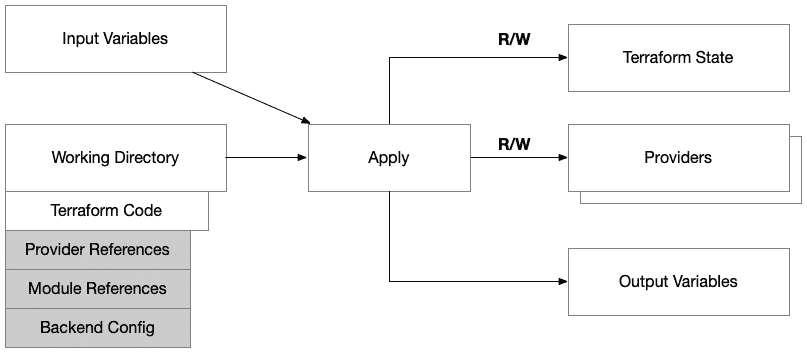 Input Variables
R/W
Terraform State
Working Directory
Apply
R/W
Providers
Terraform Code
Provider References
Module References
Backend Config
Output Variables